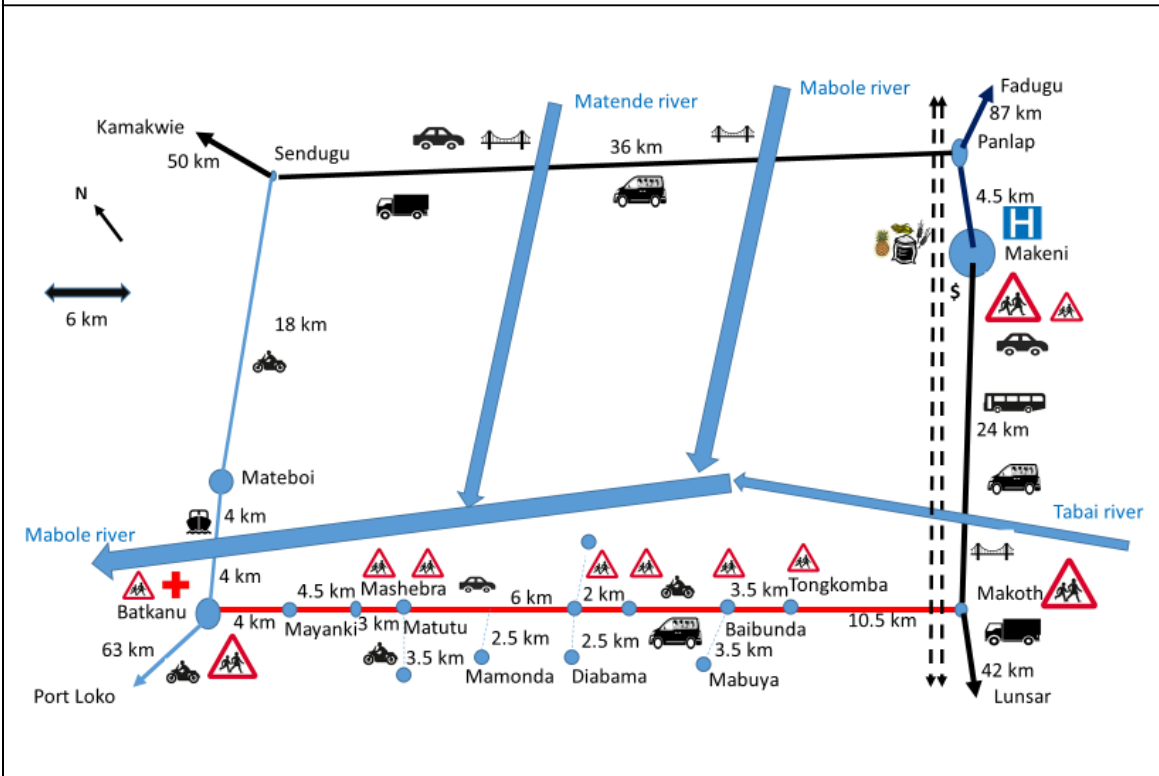 Fadugu
87 km
Matende river
Mabole river
Kamakwie
50 km
Sendugu
36 km
Panlap
N
4.5 km
H
Makeni
$
6 km
18 km
24 km
Mateboi
4 km
Mabole river
Tabai river
4 km
4.5 km
Mashebra
6 km
2 km
3.5 km
Tongkomba
Makoth
Batkanu
4 km
Mayanki
3 km
Matutu
Baibunda
10.5 km
63 km
3.5 km
2.5 km
2.5 km
3.5 km
42 km
Mamonda
Diabama
Mabuya
Port Loko
Lunsar